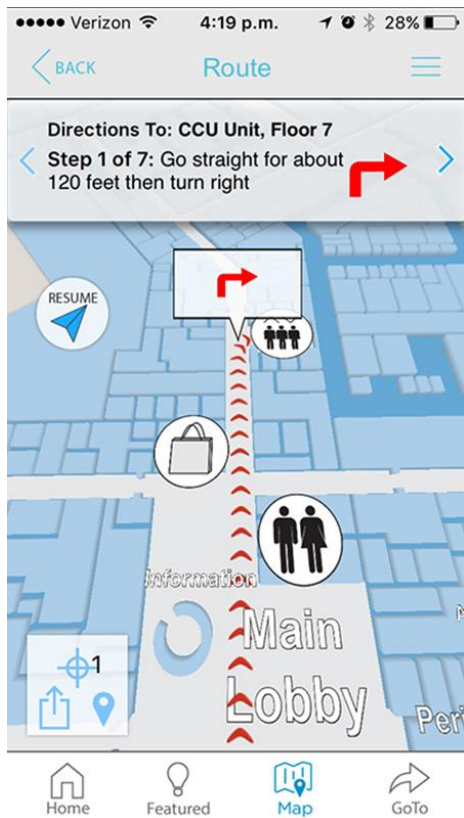 Verizon 4:19 p.m. 28%
BACK Route
Directions To: CCU Unit, Floor 7
Step 1 of 7: Go straight for about
120 feet then turn right
RESUME
Information
Main
Lobby
Peri
1
Home Featured Map GoTo